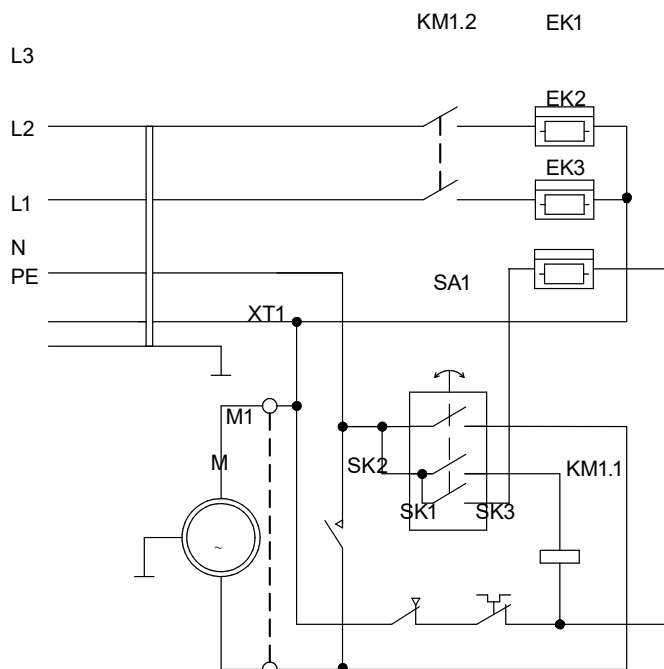 KM1.2 EK1
L3
EK2
L2
EK3
L1
N
PE
SA1
XT1
M1
M
SK2
KM1.1
SK1
SK3
~